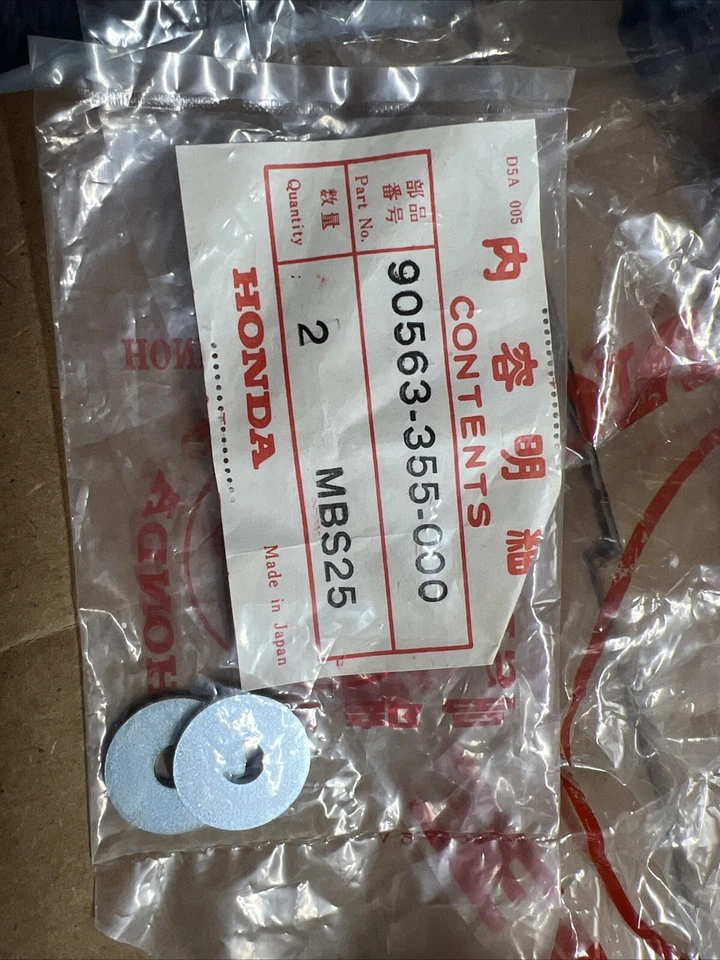 D5A 005
内容明細
CONTENTS
部品番号
Part No.
90563-355-000
数量
Quantity
2
MBS25
HONDA
Made in Japan
HONDA